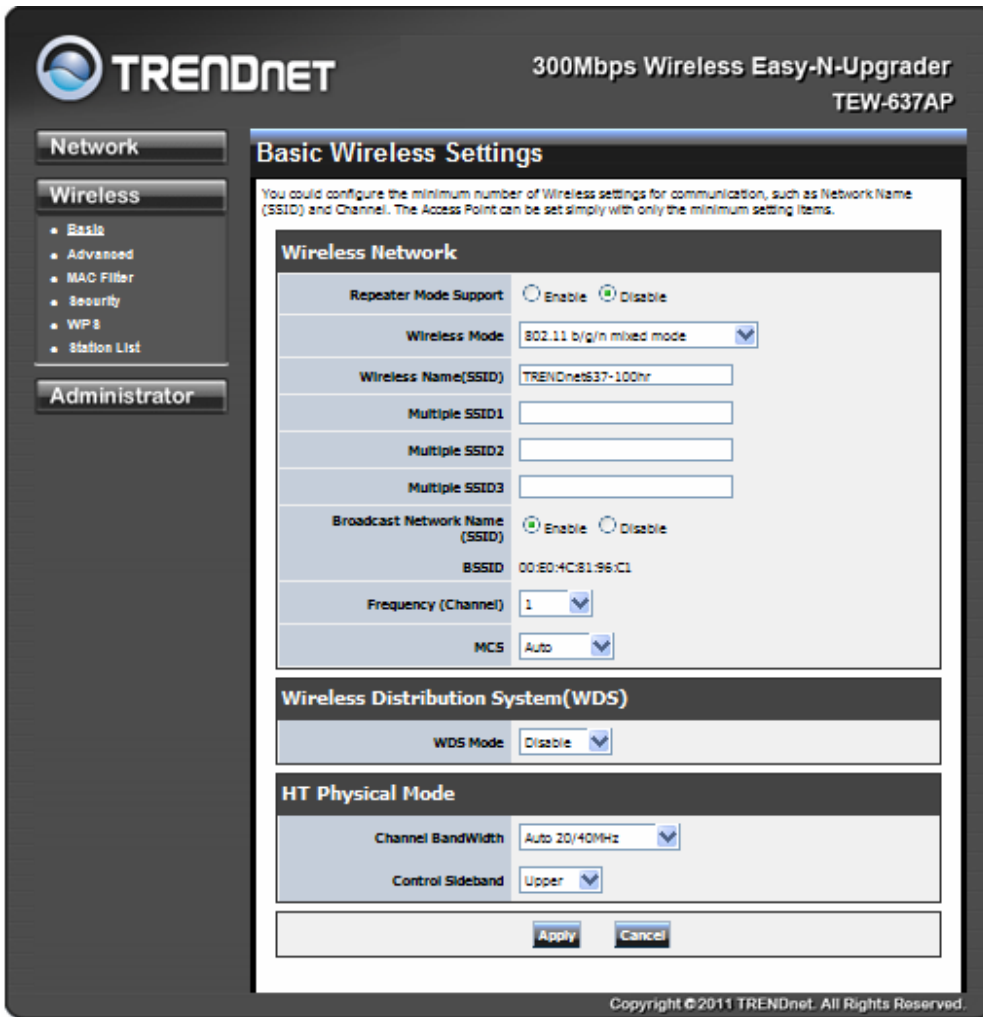 TRENDNET
300Mbps Wireless Easy-N-Upgrader
TEW-637AP
Network
Wireless
Basic
Advanced
MAC Filter
Security
WPS
Station List
Administrator
Basic Wireless Settings
You could configure the minimum number of Wireless settings for communication, such as Network Name
(SSID) and Channel. The Access Point can be set simply with only the minimum setting items.
Wireless Network
Repeater Mode Support Enable Disable
Wireless Mode 802.11 b/g/n mixed mode
Wireless Name(SSID) TRENDnet637-100hr
Multiple SSID1
Multiple SSID2
Multiple SSID3
Broadcast Network Name
(SSID) Enable Disable
BSSID 00:E0:4C:81:96:C1
Frequency (Channel) 1
MCS Auto
Wireless Distribution System(WDS)
WDS Mode Disable
HT Physical Mode
Channel BandWidth Auto 20/40MHz
Control Sideband Upper
Apply Cancel
Copyright © 2011 TRENDnet. All Rights Reserved.